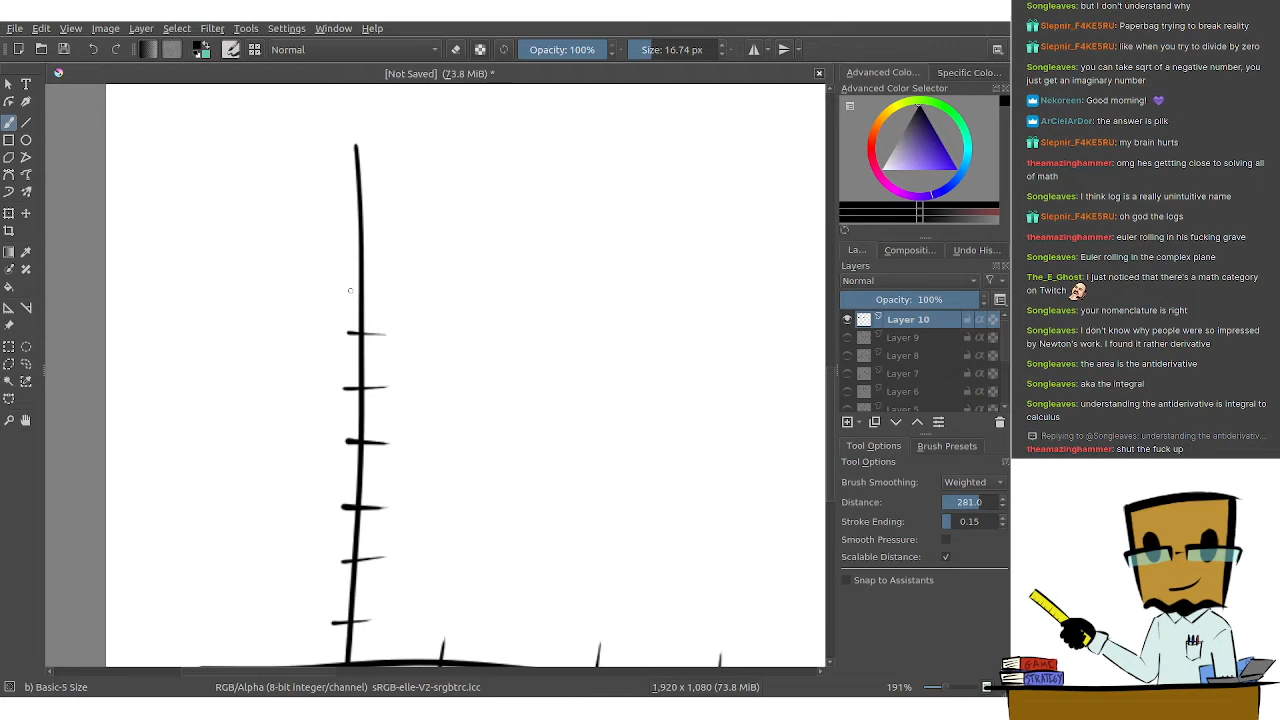 File Edit View Image Layer Select Filter Tools Settings Window Help
Normal
Opacity: 100%
Size: 16.74 px
[Not Saved] (73.8 MiB) *
Advanced Colo...
Specific Colo...
Advanced Color Selector
La...
Compositi...
Undo His...
Layers
Normal
Opacity: 100%
Layer 10
Layer 9
Layer 8
Layer 7
Layer 6
Layer 5
Tool Options
Brush Presets
Tool Options
Brush Smoothing: Weighted
Distance: 281.0
Stroke Ending: 0.15
Smooth Pressure:
Scalable Distance: ✓
Snap to Assistants
b) Basic-5 Size
RGB/Alpha (8-bit integer/channel) sRGB-elle-V2-srgbtrc.icc
1,920 x 1,080 (73.8 MiB)
191%
Songleaves: but I don't understand why
Slepnir_F4KE5RU: Paperbag trying to break reality
Slepnir_F4KE5RU: like when you try to divide by zero
Songleaves: you can take sqrt of a negative number, you
just get an imaginary number
Nekoreen: Good morning!
ArCielArDor: the answer is pilk
Slepnir_F4KE5RU: my brain hurts
theamazinghammer: omg hes gettting close to solving all
of math
Songleaves: I think log is a really unintuitive name
Slepnir_F4KE5RU: oh god the logs
theamazinghammer: euler rolling in his fucking grave
Songleaves: Euler rolling in the complex plane
The_E_Ghost: I just noticed that there's a math category
on Twitch
Songleaves: your nomenclature is right
Songleaves: I don't know why people were so impressed
by Newton's work. I found it rather derivative
Songleaves: the area is the antiderivative
Songleaves: aka the integral
Songleaves: understanding the antiderivative is integral to
calculus
Replying to @Songleaves: understanding the antiderivativ...
theamazinghammer: shut the fuck up
GAME
STRATEGY